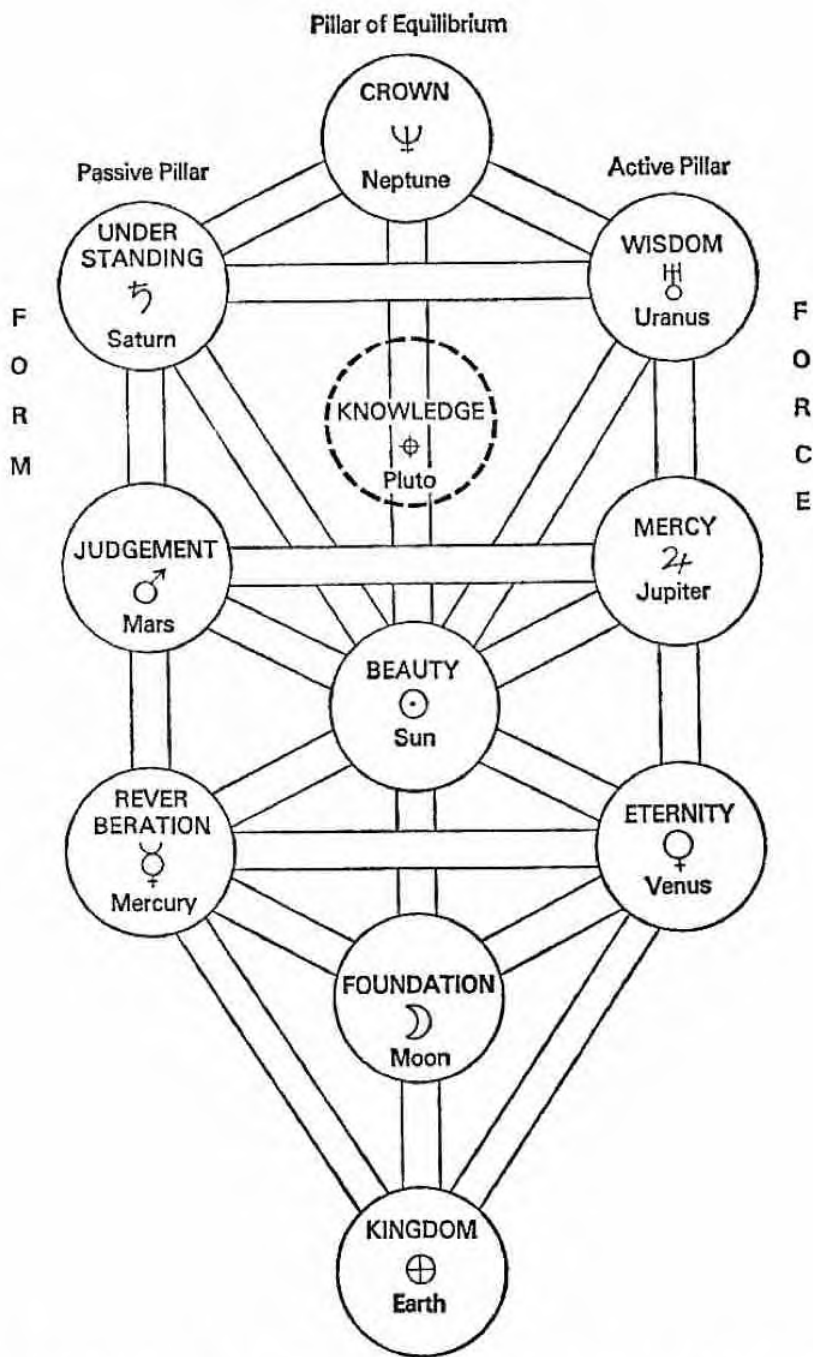 Pillar of Equilibrium
CROWN
♆
Neptune
Passive Pillar
Active Pillar
UNDER
STANDING
♄
Saturn
WISDOM
♅
Uranus
F
O
R
M
F
O
R
C
E
KNOWLEDGE
⌖
Pluto
JUDGEMENT
♂
Mars
MERCY
♃
Jupiter
BEAUTY
☉
Sun
REVER
BERATION
☿
Mercury
ETERNITY
♀
Venus
FOUNDATION
☽
Moon
KINGDOM
⊕
Earth